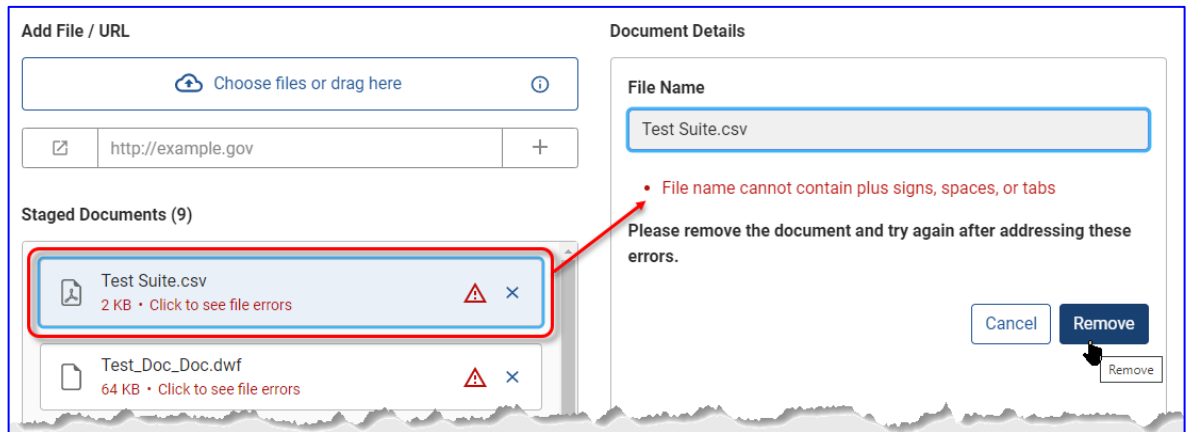 Add File / URL
Choose files or drag here
http://example.gov
Staged Documents (9)
Test Suite.csv
2 KB • Click to see file errors
Test_Doc_Doc.dwf
64 KB • Click to see file errors
Document Details
File Name
Test Suite.csv
• File name cannot contain plus signs, spaces, or tabs
Please remove the document and try again after addressing these
errors.
Cancel Remove
Remove